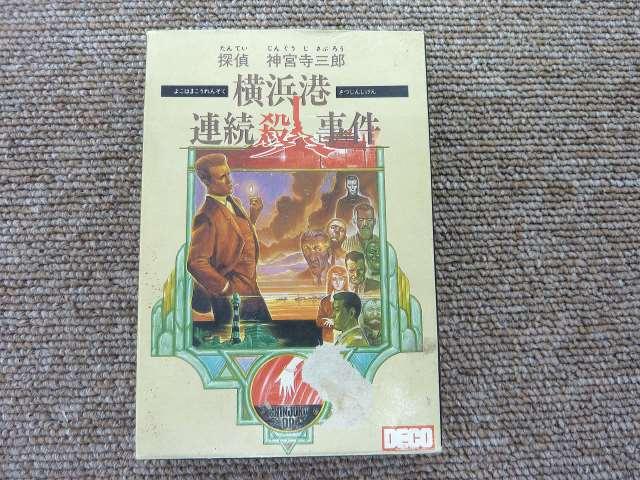 たんてい じんぐうじ さぶろう
探偵 神宮寺三郎
よこはまこうれんぞく
横浜港
さつじんじけん
連続殺人事件
SHINJUKU
DECO